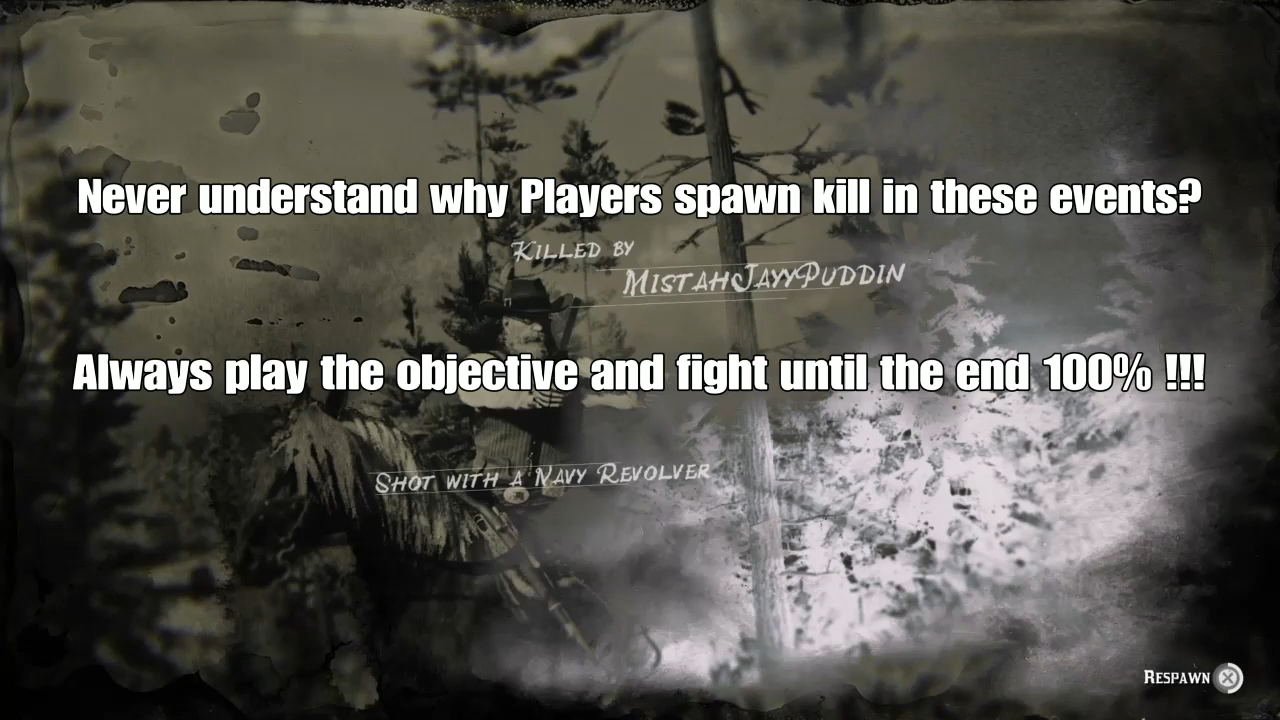 Never understand why Players spawn kill in these events?
KILLED BY
MISTAHJAYYPUDDIN
Always play the objective and fight until the end 100% !!!
SHOT WITH A NAVY REVOLVER
RESPAWN